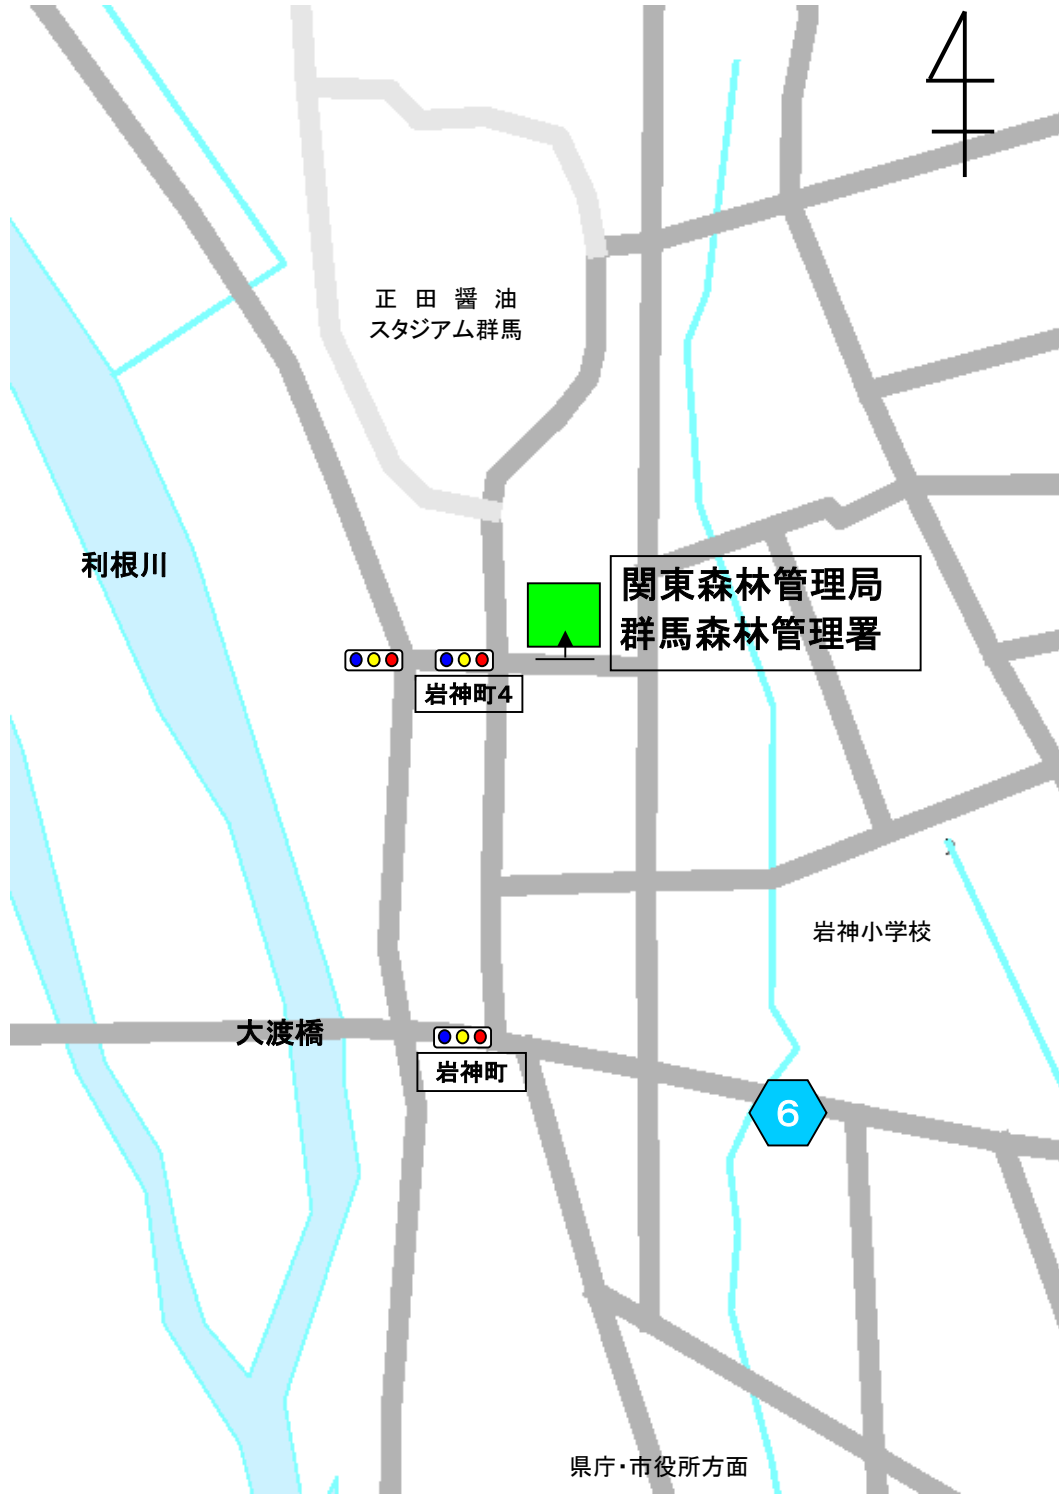 正田醤油
スタジアム群馬
利根川
関東森林管理局
群馬森林管理署
岩神町4
岩神小学校
大渡橋
岩神町
6
県庁・市役所方面